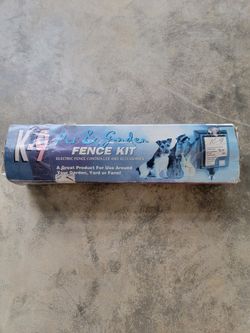 K-9 Pet & Garden
FENCE KIT
ELECTRIC FENCE CONTROLLER AND ACCESSORIES
A Great Product For Use Around
Your Garden, Yard or Farm!